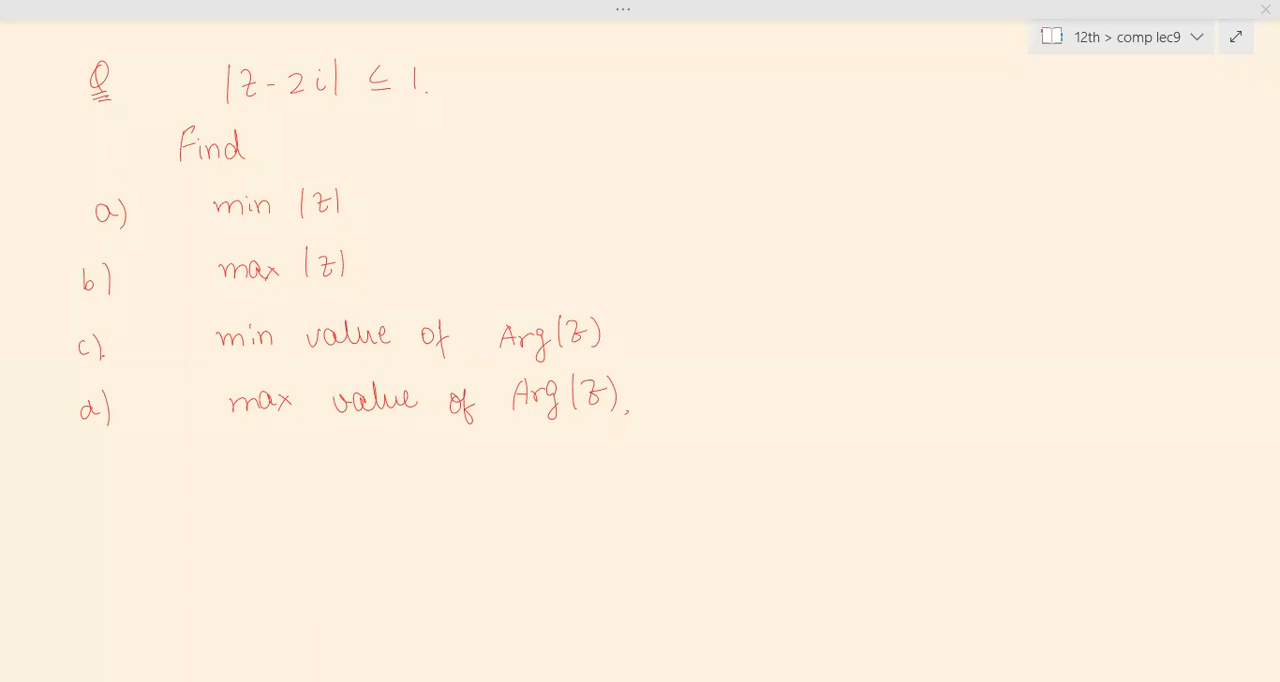 12th > comp lec9
Q |z - 2i| ≤ 1.
Find
a) min |z|
b) max |z|
c). min value of Arg(z)
d) max value of Arg(z).